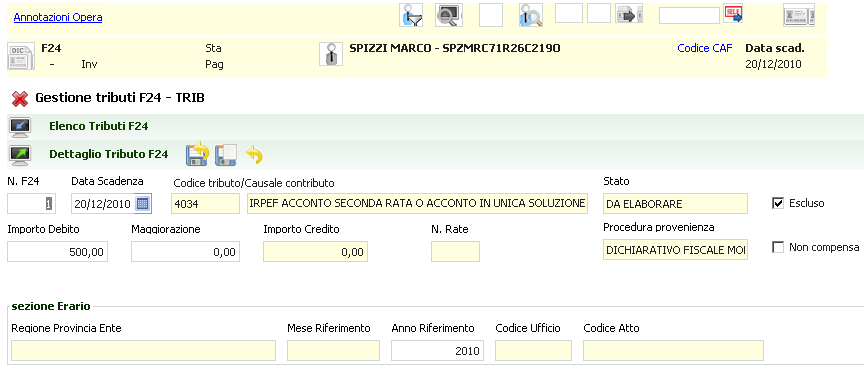 Annotazioni Opera
SELE
DIC F24 Sta SPIZZI MARCO - SPZMRC71R26C219O Codice CAF Data scad.
- Inv Pag 20/12/2010
Gestione tributi F24 - TRIB
Elenco Tributi F24
Dettaglio Tributo F24
N. F24 Data Scadenza Codice tributo/Causale contributo Stato
1 20/12/2010 4034 IRPEF ACCONTO SECONDA RATA O ACCONTO IN UNICA SOLUZIONE DA ELABORARE Escluso
Importo Debito Maggiorazione Importo Credito N. Rate Procedura provenienza
500,00 0,00 0,00 DICHIARATIVO FISCALE MOI Non compensa
sezione Erario
Regione Provincia Ente Mese Riferimento Anno Riferimento Codice Ufficio Codice Atto
2010